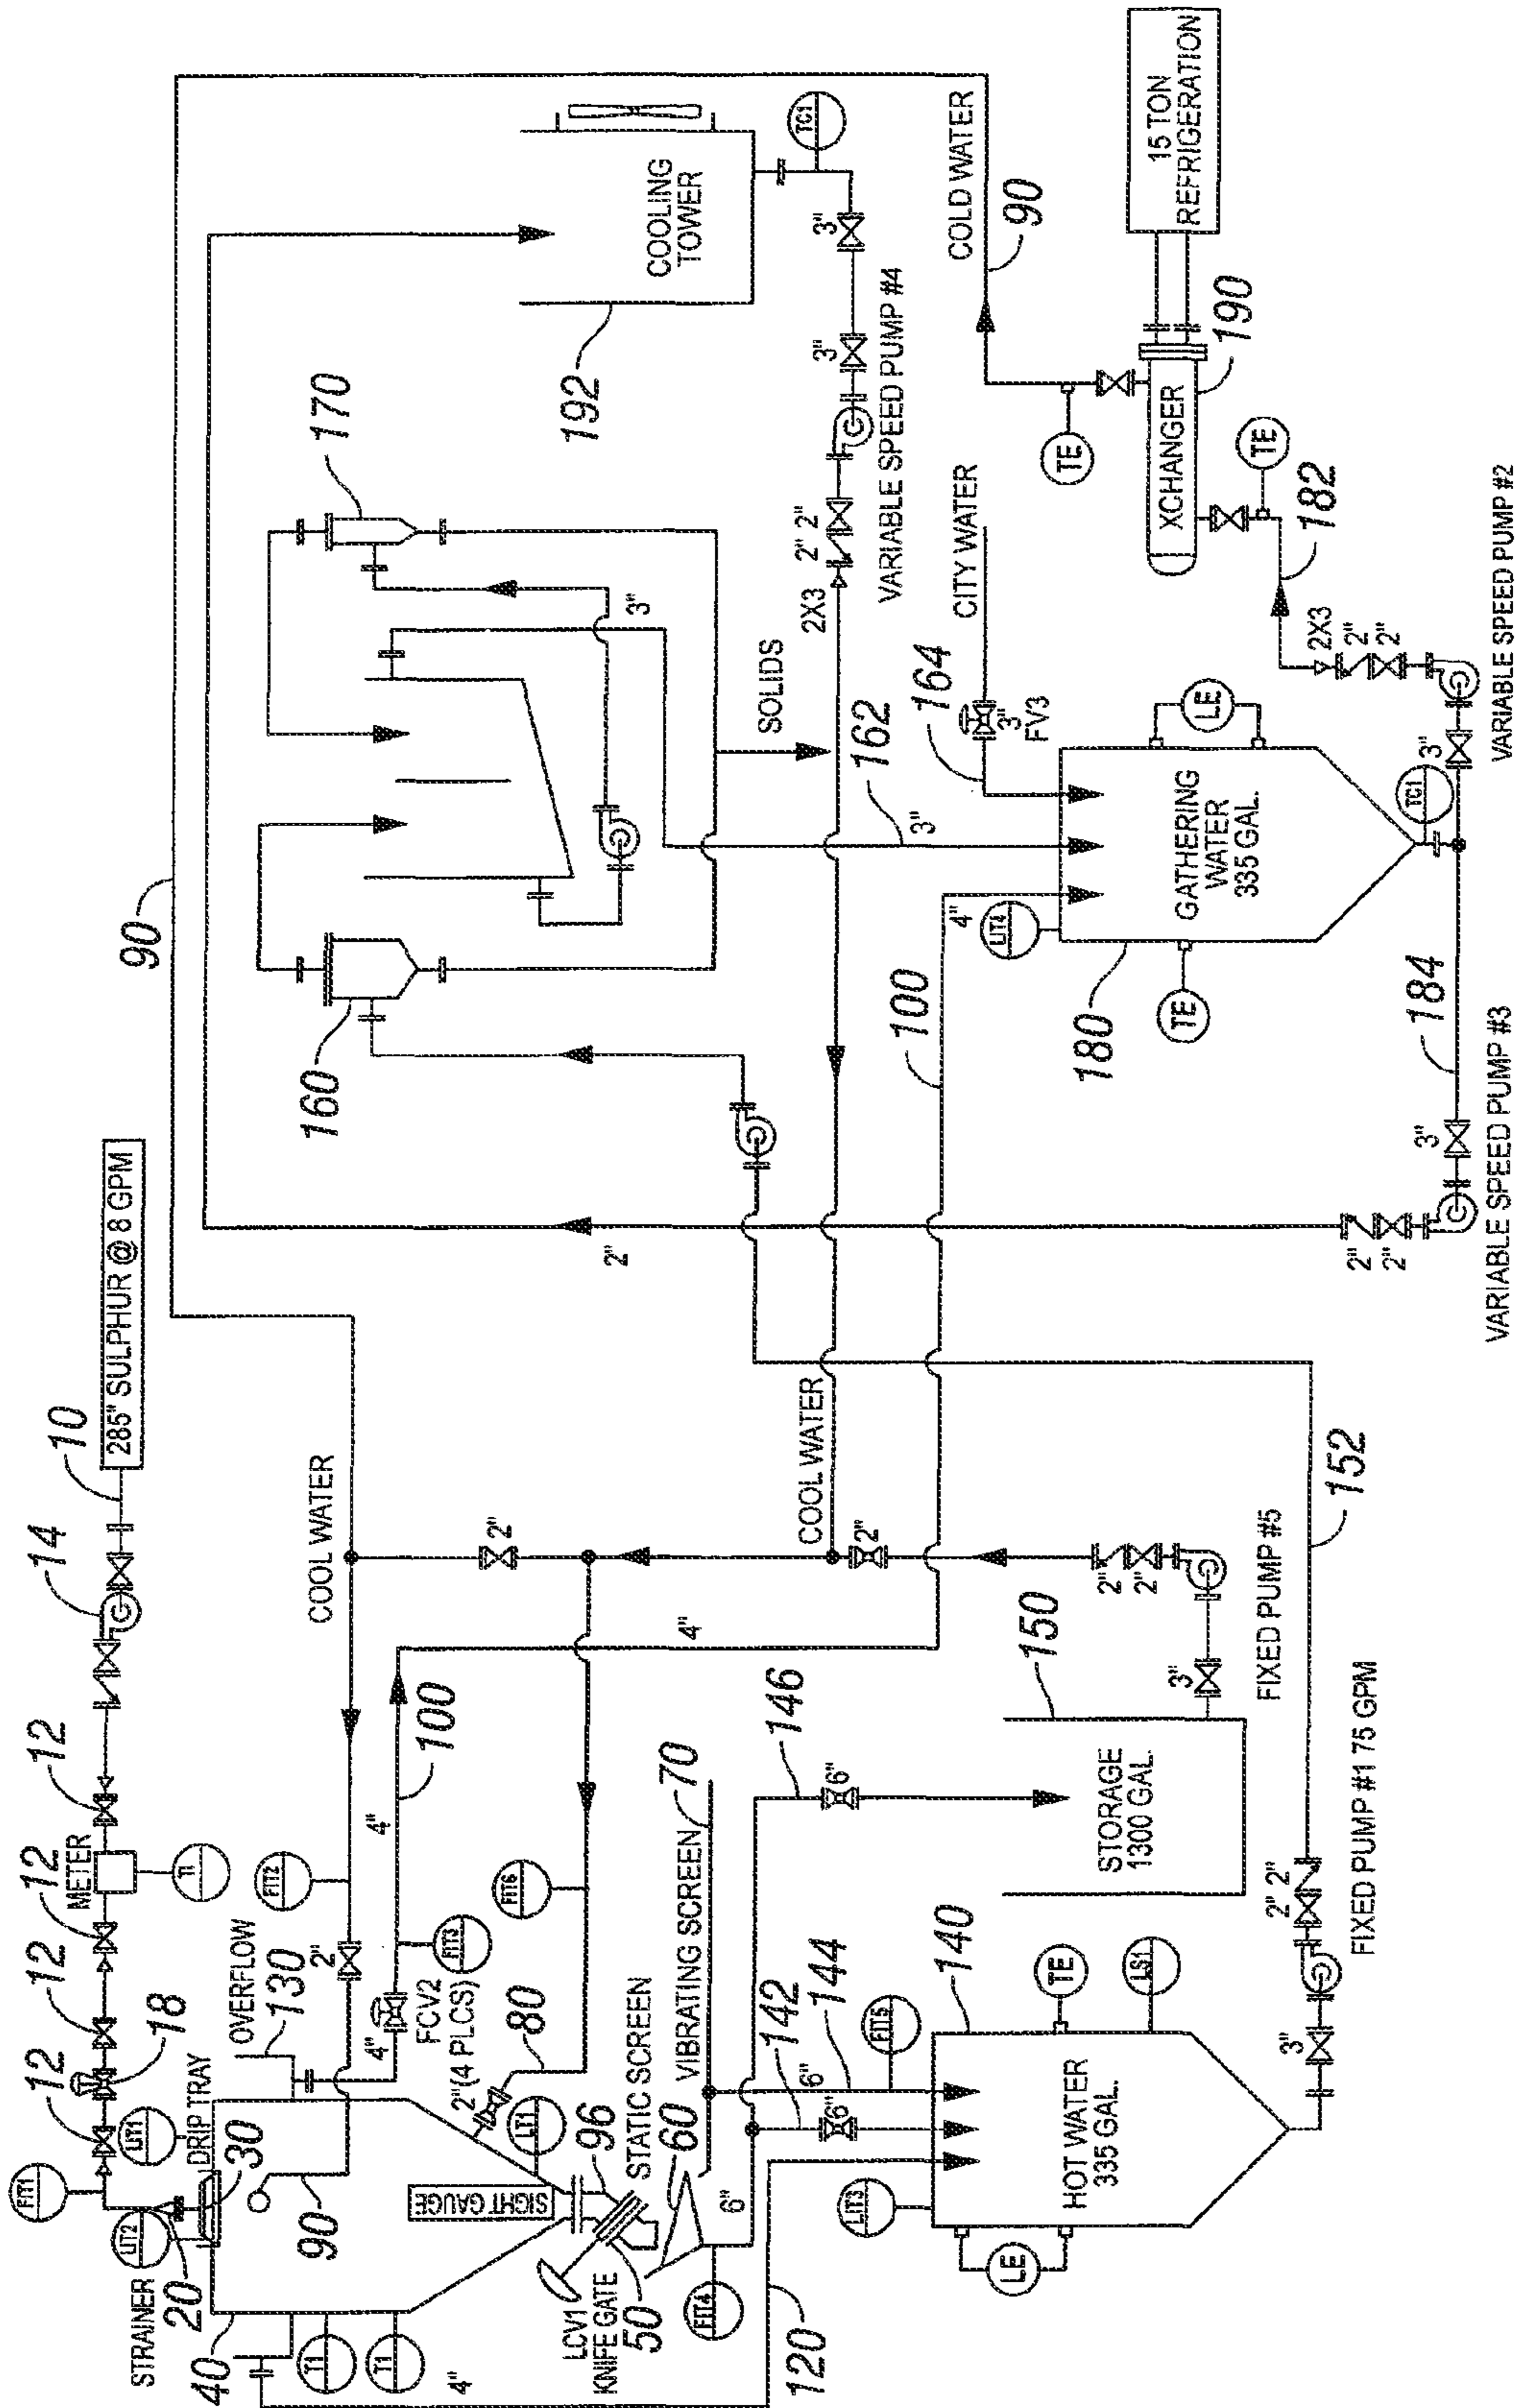 285° SULPHUR @ 8 GPM
10
14
12
METER
TI
12
12
18
12
FIT1
LIT1
DRIP TRAY
30
LIT2
STRAINER
20
40
T1
T1
4"
OVERFLOW
130
90
FIT2
2"
COOL WATER
90
100
4"
FIT3
FCV2
4"
2" (4 PLCS)
80
LT1
SIGHT GAUGE
96
STATIC SCREEN
60
LCV1
KNIFE GATE
50
FIT4
6"
VIBRATING SCREEN
70
FIT6
2"
4"
COOL WATER
2"
2"
2"
3"
FIXED PUMP #5
150
STORAGE
1300 GAL.
146
6"
142
144
6"
6"
FIT5
140
TE
LS1
HOT WATER
335 GAL.
LIT3
LE
120
3"
2" 2"
FIXED PUMP #1 75 GPM
152
160
170
3"
SOLIDS
COOLING
TOWER
192
TC1
3"
3"
VARIABLE SPEED PUMP #4
2" 2"
2X3
COLD WATER
90
15 TON
REFRIGERATION
XCHANGER
190
TE
TE
182
2X3
2"
2"
VARIABLE SPEED PUMP #2
3"
CITY WATER
3"
FV3
164
162
3"
100
4"
LIT4
LE
GATHERING
WATER
335 GAL.
180
TE
TC1
184
3"
VARIABLE SPEED PUMP #3
2"
2"
2"